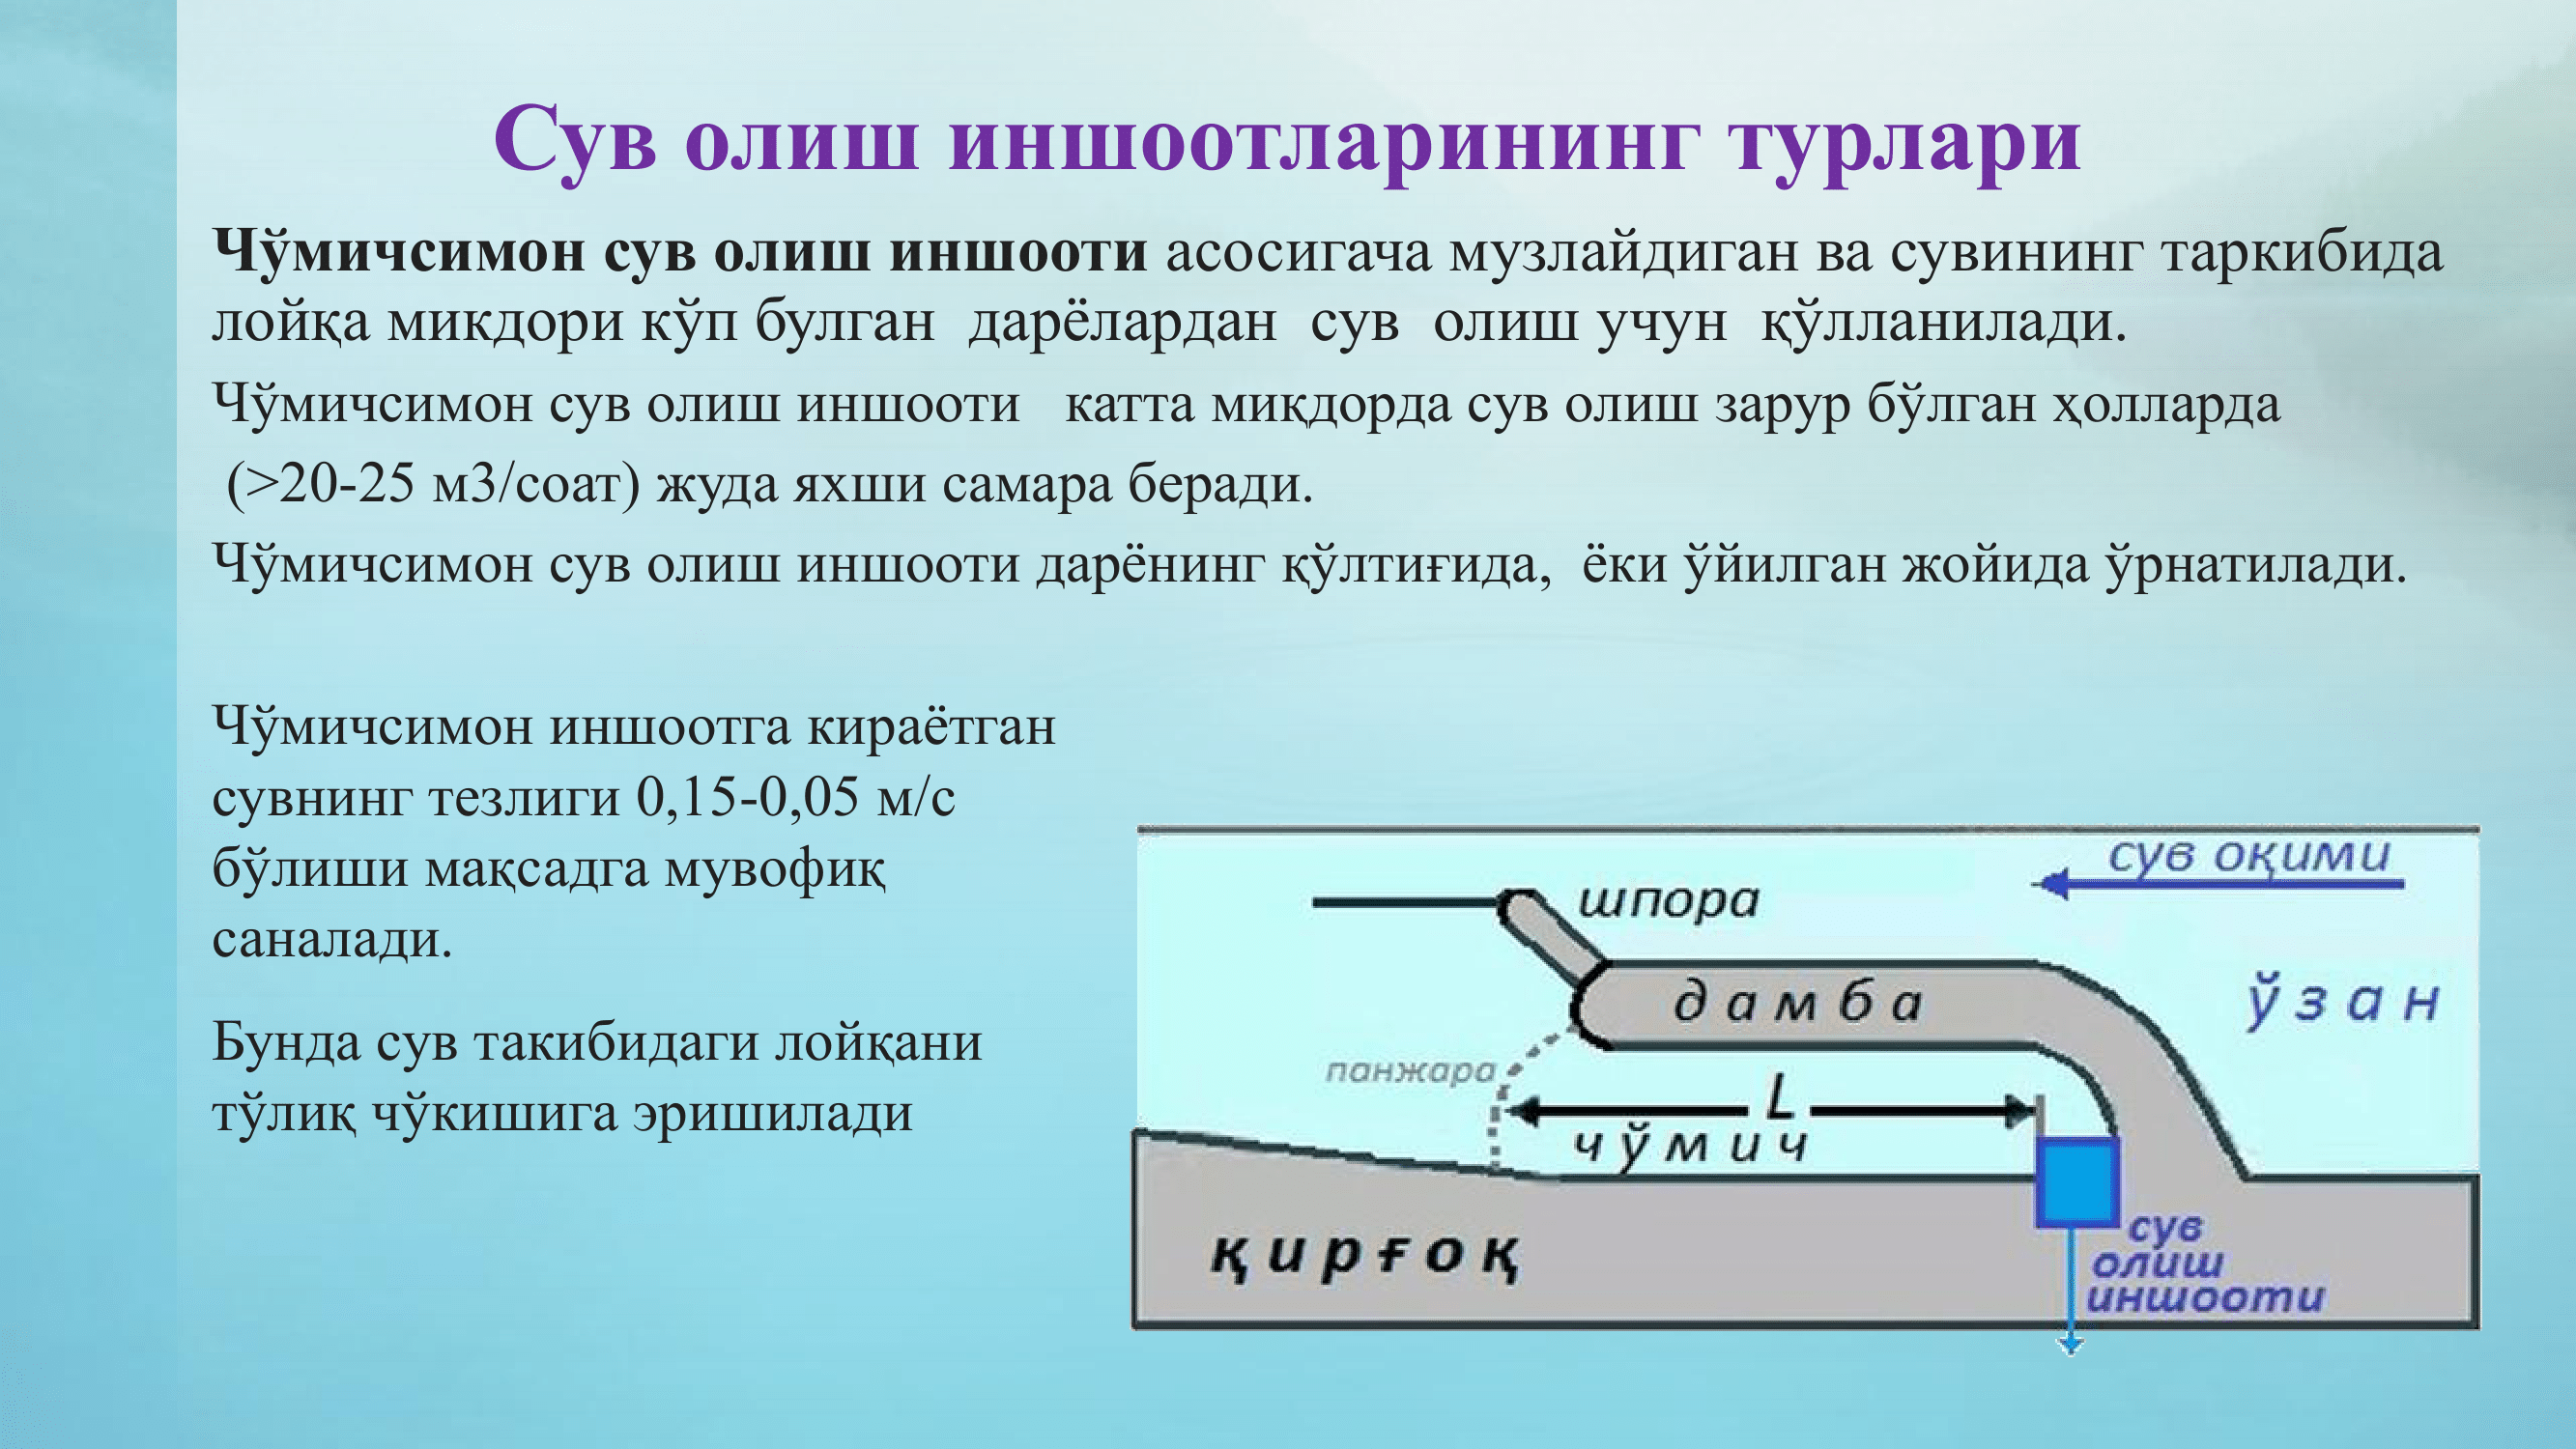 Сув олиш иншоотларининг турлари
Чўмичсимон сув олиш иншооти асосигача музлайдиган ва сувининг таркибида
лойқа микдори кўп булган дарёлардан сув олиш учун қўлланилади.
Чўмичсимон сув олиш иншооти катта миқдорда сув олиш зарур бўлган ҳолларда
(>20-25 м3/соат) жуда яхши самара беради.
Чўмичсимон сув олиш иншооти дарёнинг қўлтиғида, ёки ўйилган жойида ўрнатилади.
Чўмичсимон иншоотга кираётган
сувнинг тезлиги 0,15-0,05 м/с
бўлиши мақсадга мувофиқ
саналади.
Бунда сув такибидаги лойқани
тўлиқ чўкишига эришилади
сув оқими
шпора
дамба
ўзан
панжара
L
чўмич
қирғоқ
сув
олиш
иншооти